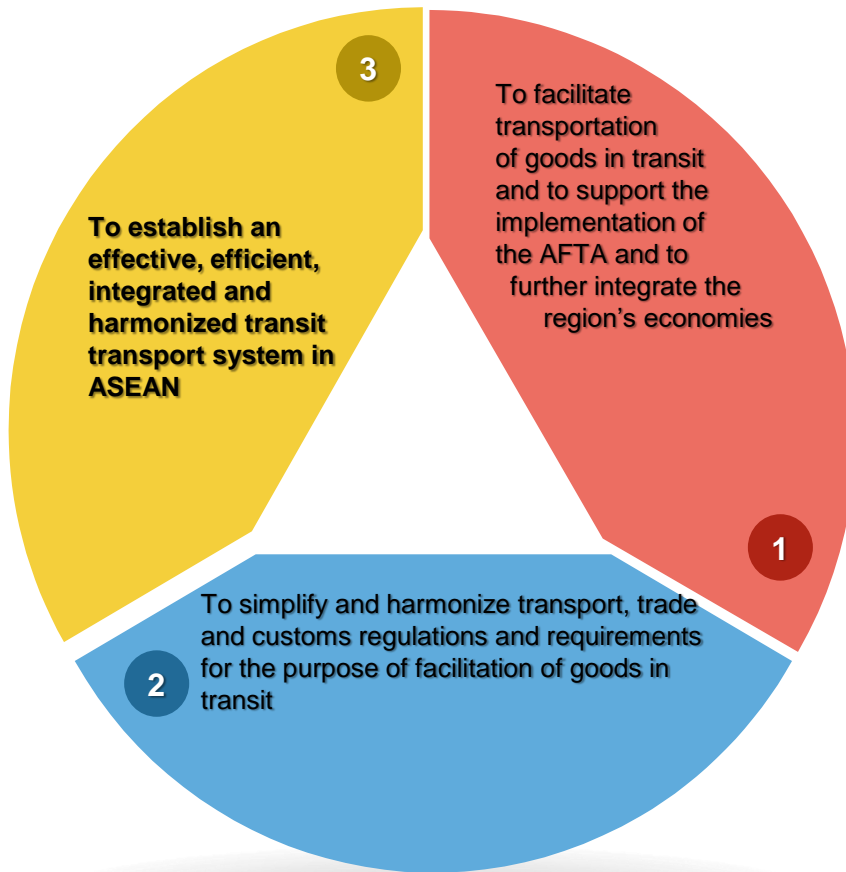 1
To facilitate
transportation
of goods in transit
and to support the
implementation of
the AFTA and to
further integrate the
region's economies
2
To simplify and harmonize transport, trade
and customs regulations and requirements
for the purpose of facilitation of goods in
transit
3
To establish an
effective, efficient,
integrated and
harmonized transit
transport system in
ASEAN